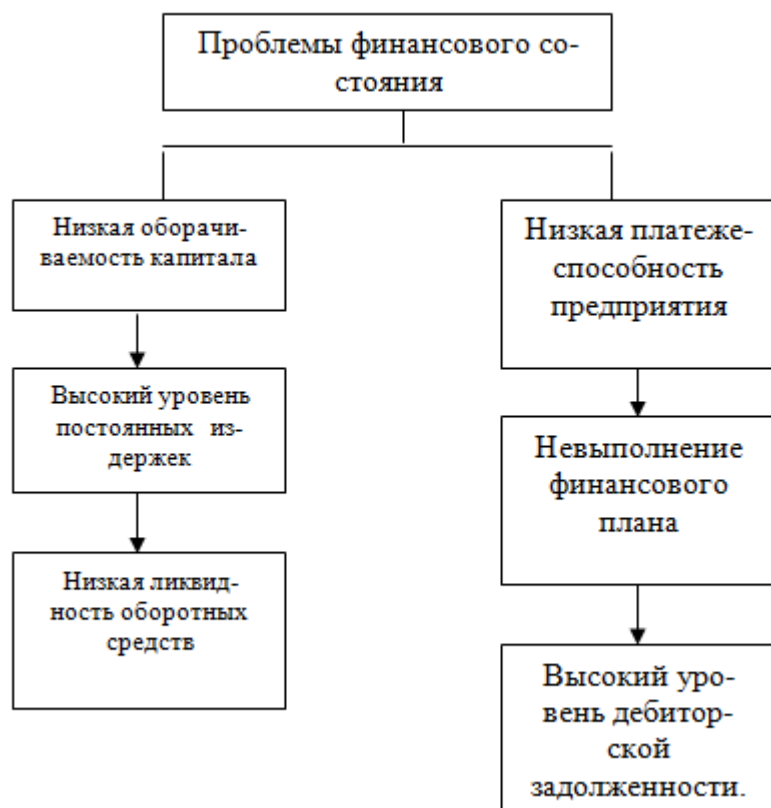 Проблемы финансового со-
стояния
Низкая оборачи-
ваемость капитала
Высокий уровень
постоянных из-
держек
Низкая ликвид-
ность оборотных
средств
Низкая платеже-
способность
предприятия
Невыполнение
финансового
плана
Высокий уро-
вень дебитор-
ской
задолженности.